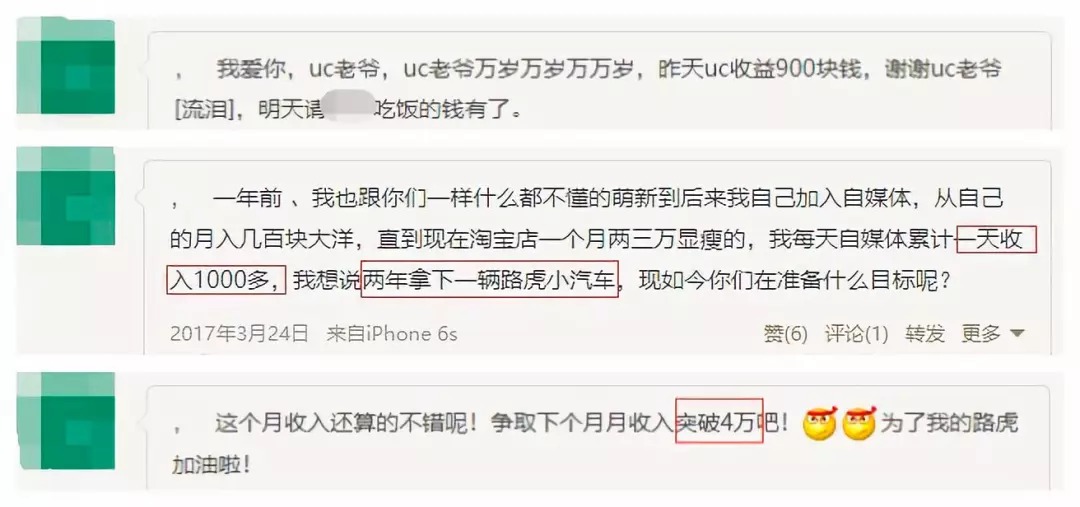 ， 我爱你，uc老爷，uc老爷万岁万岁万万岁，昨天uc收益900块钱，谢谢uc老爷
[流泪]，明天请吃饭的钱有了。
， 一年前 、我也跟你们一样什么都不懂的萌新到后来我自己加入自媒体，从自己
的月入几百块大洋，直到现在淘宝店一个月两三万显瘦的，我每天自媒体累计一天收
入1000多，我想说两年拿下一辆路虎小汽车，现如今你们在准备什么目标呢？
2017年3月24日 来自iPhone 6s 赞(6) 评论(1) 转发 更多
， 这个月收入还算的不错呢！争取下个月月收入突破4万吧！为了我的路虎
加油啦！